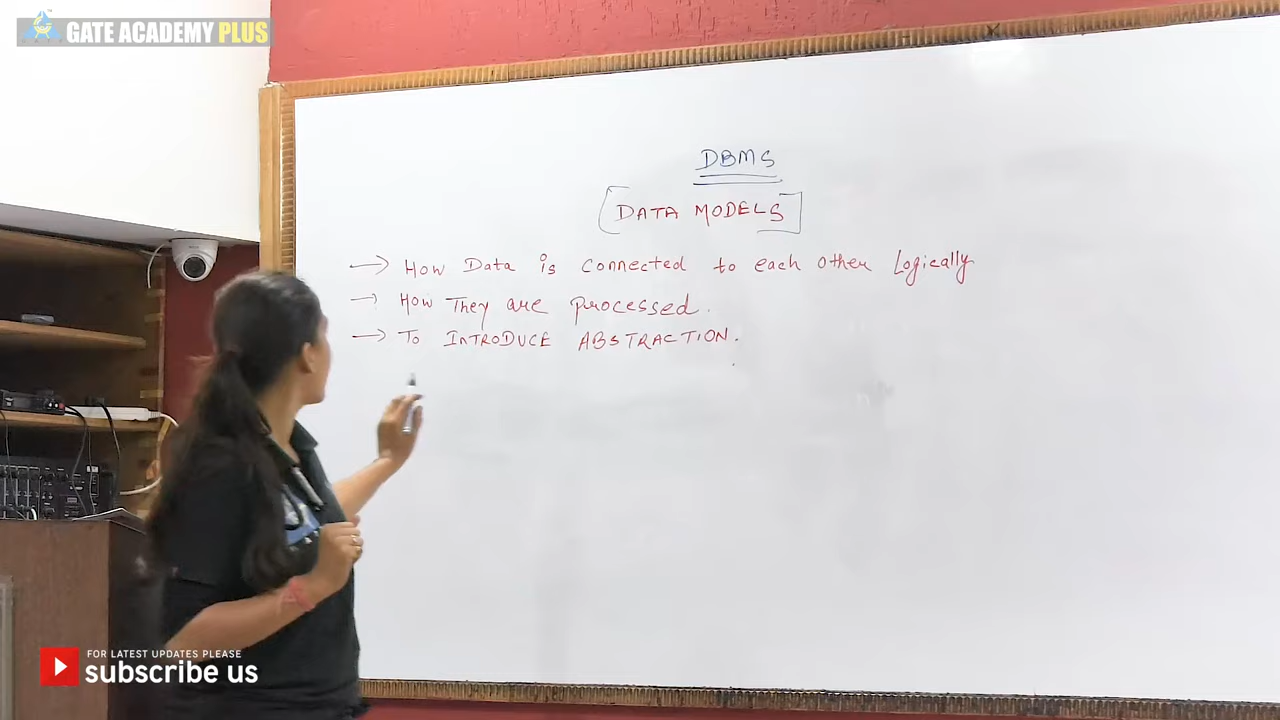 GATE ACADEMY PLUS
DBMS
[DATA MODELS]
→ How Data is connected to each other Logically
→ How They are processed.
→ To INTRODUCE ABSTRACTION.
FOR LATEST UPDATES PLEASE
subscribe us